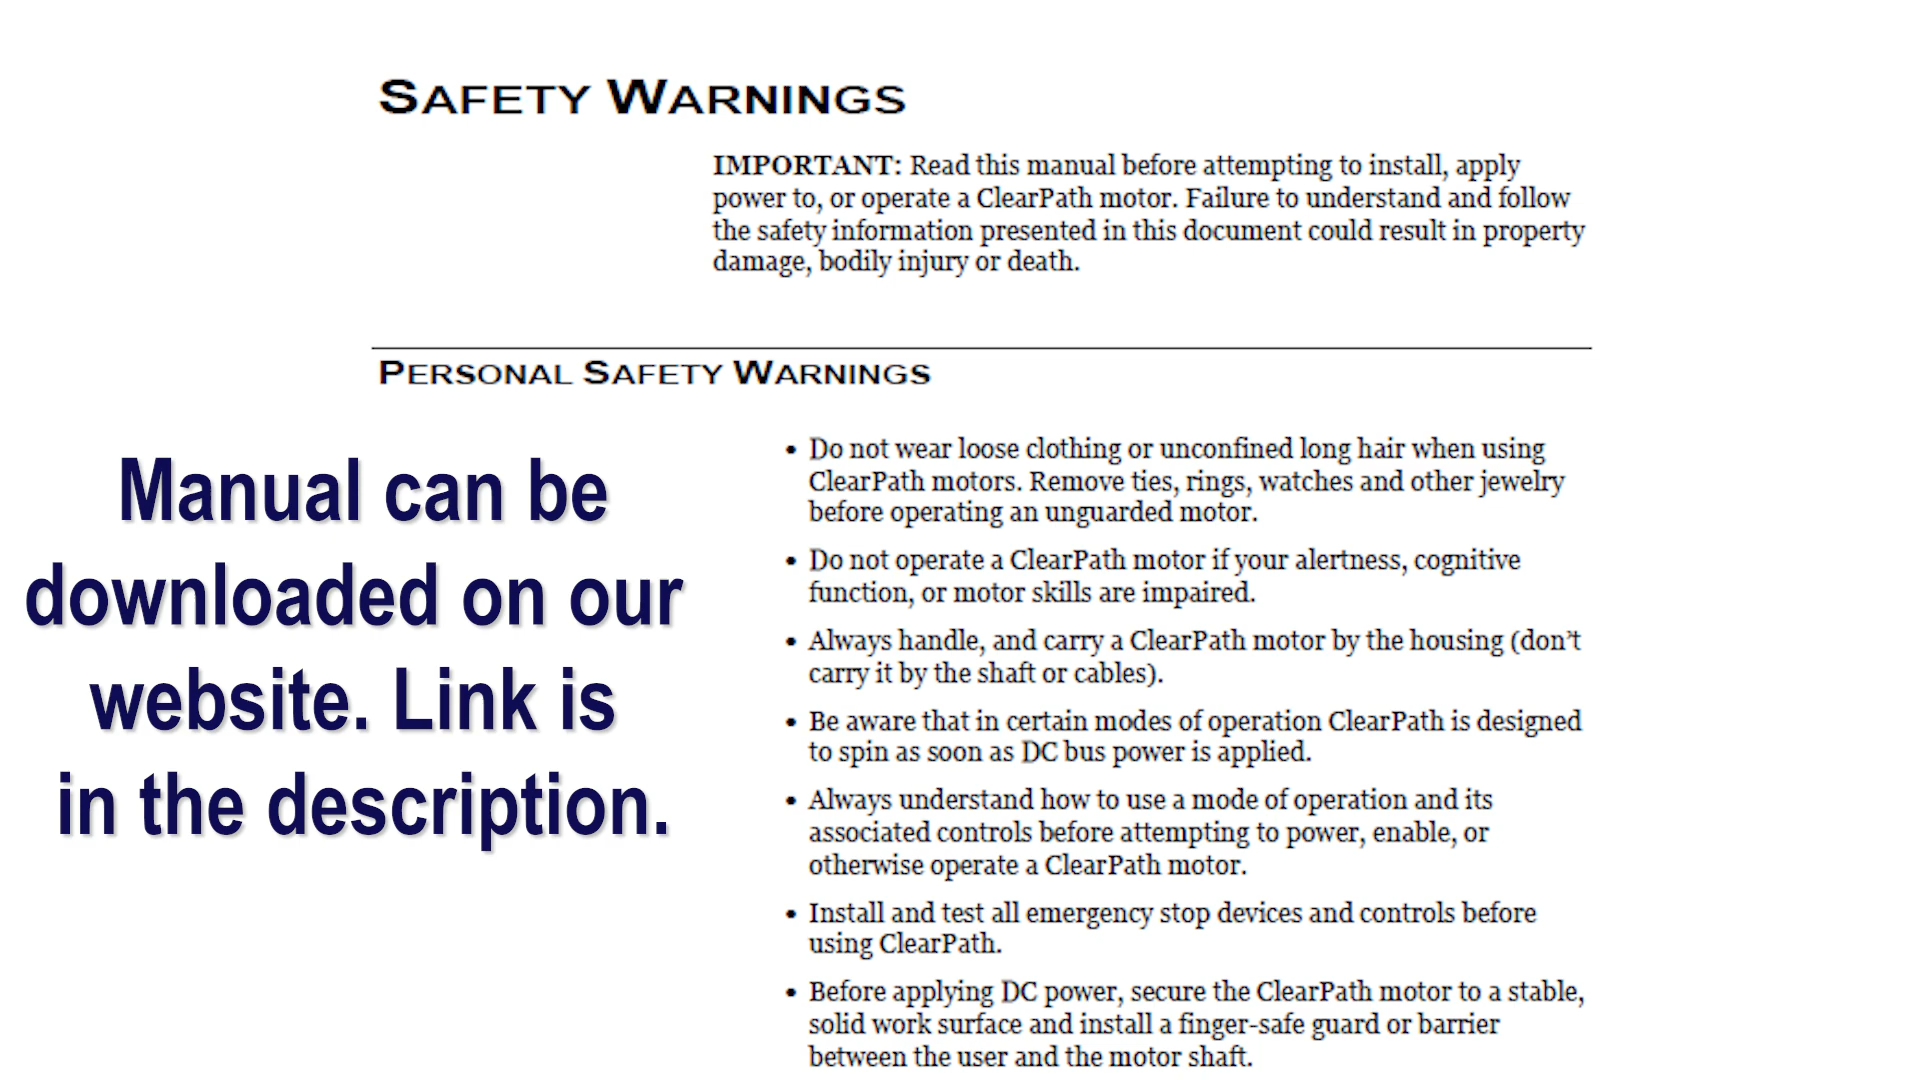 SAFETY WARNINGS
IMPORTANT: Read this manual before attempting to install, apply
power to, or operate a ClearPath motor. Failure to understand and follow
the safety information presented in this document could result in property
damage, bodily injury or death.
PERSONAL SAFETY WARNINGS
Manual can be
downloaded on our
website. Link is
in the description.
• Do not wear loose clothing or unconfined long hair when using
ClearPath motors. Remove ties, rings, watches and other jewelry
before operating an unguarded motor.
• Do not operate a ClearPath motor if your alertness, cognitive
function, or motor skills are impaired.
• Always handle, and carry a ClearPath motor by the housing (don’t
carry it by the shaft or cables).
• Be aware that in certain modes of operation ClearPath is designed
to spin as soon as DC bus power is applied.
• Always understand how to use a mode of operation and its
associated controls before attempting to power, enable, or
otherwise operate a ClearPath motor.
• Install and test all emergency stop devices and controls before
using ClearPath.
• Before applying DC power, secure the ClearPath motor to a stable,
solid work surface and install a finger-safe guard or barrier
between the user and the motor shaft.